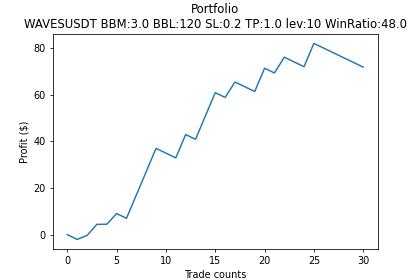 Portfolio
WAVESUSDT BBM:3.0 BBL:120 SL:0.2 TP:1.0 lev:10 WinRatio:48.0
80
60
40
20
0
Profit ($)
0 5 10 15 20 25 30
Trade counts